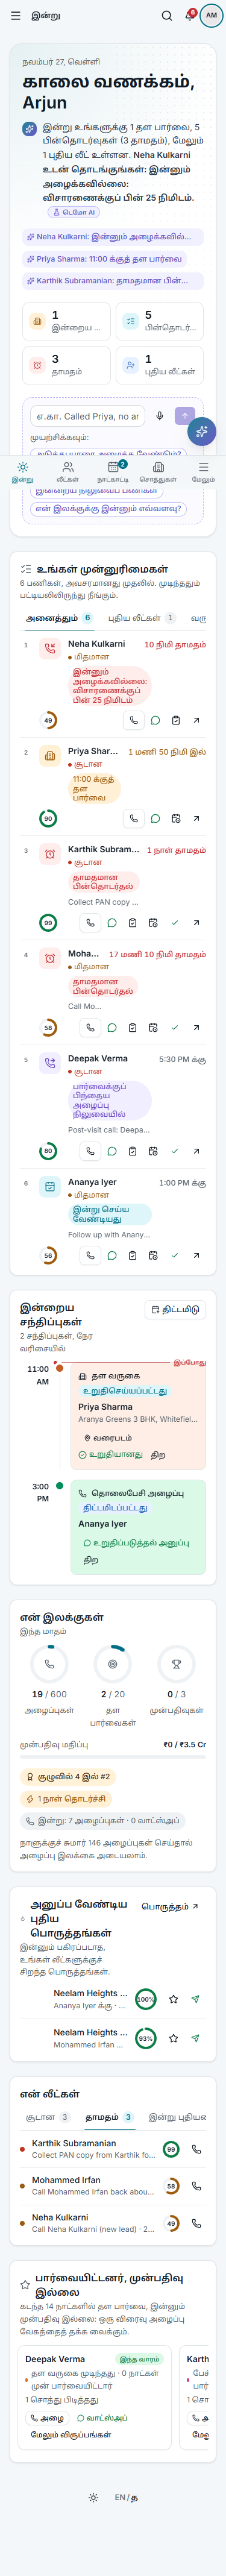 இன்று
6
AM
நவம்பர் 27, வெள்ளி
காலை வணக்கம்,
Arjun
இன்று உங்களுக்கு 1 தள பார்வை, 5
பின்தொடர்புகள் (3 தாமதம்), மேலும்
1 புதிய லீட் உள்ளன. Neha Kulkarni
உடன் தொடங்குங்கள்: இன்னும்
அழைக்கவில்லை:
விசாரணைக்குப் பின் 25 நிமிடம்.
டெமோ AI
Neha Kulkarni: இன்னும் அழைக்கவில்...
Priya Sharma: 11:00 க்குத் தள பார்வை
Karthik Subramanian: தாமதமான பின்...
1
இன்றைய ...
5
பின்தொடர்...
3
தாமதம்
1
புதிய லீட்கள்
எ.கா. Called Priya, no an
முயற்சிக்கவும்:
இன்று
லீட்கள்
2
நாட்காட்டி
சொத்துகள்
மேலும்
என் இலக்குக்கு இன்னும் எவ்வளவு?
உங்கள் முன்னுரிமைகள்
6 பணிகள், அவசரமானது முதலில். முடிந்ததும்
பட்டியலிலிருந்து நீங்கும்.
அனைத்தும் 6
புதிய லீட்கள் 1
வரு
1
Neha Kulkarni
10 நிமி தாமதம்
மிதமான
இன்னும்
அழைக்கவில்லை:
விசாரணைக்குப்
பின் 25 நிமிடம்
49
2
Priya Shar...
1 மணி 50 நிமி இல்
சூடான
11:00 க்குத்
தள
பார்வை
90
3
Karthik Subram...
1 நாள் தாமதம்
சூடான
தாமதமான
பின்தொடர்தல்
Collect PAN copy ...
99
4
Moha...
17 மணி 10 நிமி தாமதம்
மிதமான
தாமதமான
பின்தொடர்தல்
Call Mo...
58
5
Deepak Verma
5:30 PM க்கு
சூடான
பார்வைக்குப்
பிந்தைய
அழைப்பு
நிலுவையில்
Post-visit call: Deepa...
80
6
Ananya Iyer
1:00 PM க்கு
மிதமான
இன்று செய்ய
வேண்டியது
Follow up with Anany...
56
இன்றைய
சந்திப்புகள்
திட்டமிடு
2 சந்திப்புகள், நேர
வரிசையில்
இப்போது
11:00
AM
தள வருகை
உறுதிசெய்யப்பட்டது
Priya Sharma
Aranya Greens 3 BHK, Whitefiel...
வரைபடம்
உறுதியானது
திற
3:00
PM
தொலைபேசி அழைப்பு
திட்டமிடப்பட்டது
Ananya Iyer
உறுதிப்படுத்தல் அனுப்பு
திற
என் இலக்குகள்
இந்த மாதம்
19 / 600
அழைப்புகள்
2 / 20
தள
பார்வைகள்
0 / 3
முன்பதிவுகள்
முன்பதிவு மதிப்பு
₹0 / ₹3.5 Cr
குழுவில் 4 இல் #2
1 நாள் தொடர்ச்சி
இன்று: 7 அழைப்புகள் · 0 வாட்ஸ்அப்
நாளுக்குச் சுமார் 146 அழைப்புகள் செய்தால்
அழைப்பு இலக்கை அடையலாம்.
6
அனுப்ப வேண்டிய
புதிய
பொருத்தங்கள்
பொருத்தம்
இன்னும் பகிரப்படாத,
உங்கள் லீட்களுக்குச்
சிறந்த பொருத்தங்கள்.
Neelam Heights ...
Ananya Iyer க்கு · ...
100%
Neelam Heights ...
Mohammed Irfan ...
93%
என் லீட்கள்
சூடான 3
தாமதம் 3
இன்று புதியவை
Karthik Subramanian
Collect PAN copy from Karthik fo...
99
Mohammed Irfan
Call Mohammed Irfan back abou...
58
Neha Kulkarni
Call Neha Kulkarni (new lead) · 2...
49
பார்வையிட்டனர், முன்பதிவு
இல்லை
கடந்த 14 நாட்களில் தள பார்வை, இன்னும்
முன்பதிவு இல்லை: ஒரு விரைவு அழைப்பு
வேகத்தைத் தக்க வைக்கும்.
Deepak Verma
இந்த வாரம்
தள வருகை முடிந்தது · 0 நாட்கள்
முன் பார்வையிட்டார்
1 சொத்து பிடித்தது
அழை
வாட்ஸ்அப்
மேலும் விருப்பங்கள்
Karth
பேச்
பார்
1 சொ
அ
மேலு
EN / த